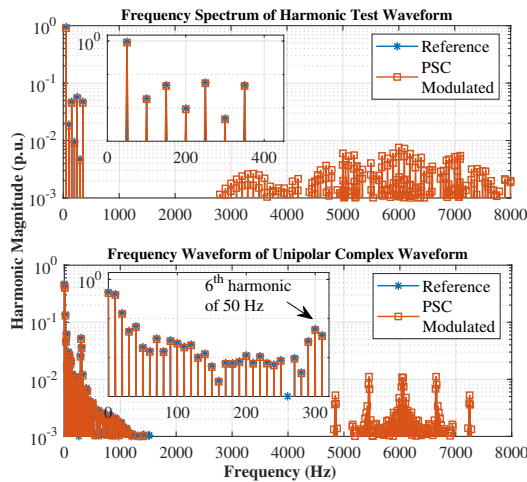 Frequency Spectrum of Harmonic Test Waveform
10^0
10^-1
10^-2
10^-3
10^0
0 200 400
Reference
PSC
Modulated
0 1000 2000 3000 4000 5000 6000 7000 8000
Harmonic Magnitude (p.u.)
Frequency Waveform of Unipolar Complex Waveform
10^0
10^-1
10^-2
10^-3
10^0
6th harmonic
of 50 Hz
0 100 200 300
Reference
PSC
Modulated
0 1000 2000 3000 4000 5000 6000 7000 8000
Frequency (Hz)